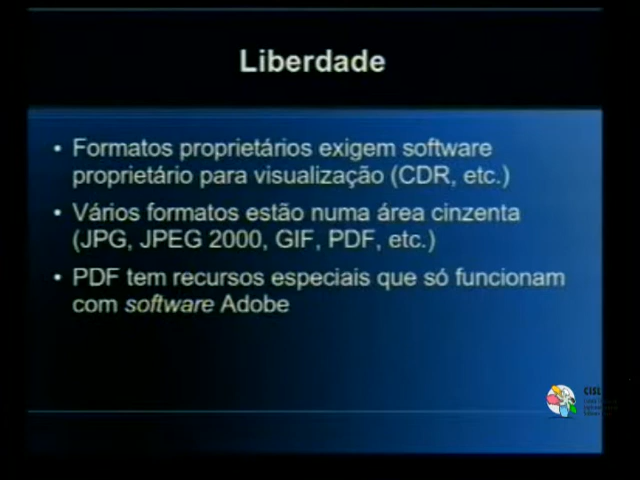 Liberdade
• Formatos proprietários exigem software
proprietário para visualização (CDR, etc.)
• Vários formatos estão numa área cinzenta
(JPG, JPEG 2000, GIF, PDF, etc.)
• PDF tem recursos especiais que só funcionam
com software Adobe
CISL